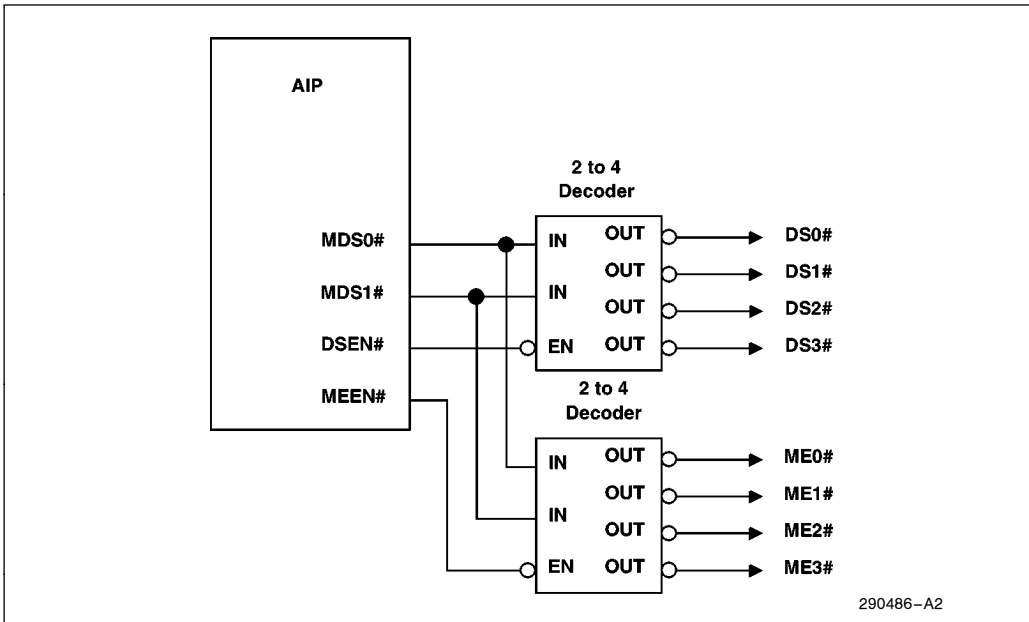 AIP
MDS0#
MDS1#
DSEN#
MEEN#
2 to 4
Decoder
IN
IN
EN
OUT
OUT
OUT
OUT
DS0#
DS1#
DS2#
DS3#
2 to 4
Decoder
IN
IN
EN
OUT
OUT
OUT
OUT
ME0#
ME1#
ME2#
ME3#
290486–A2